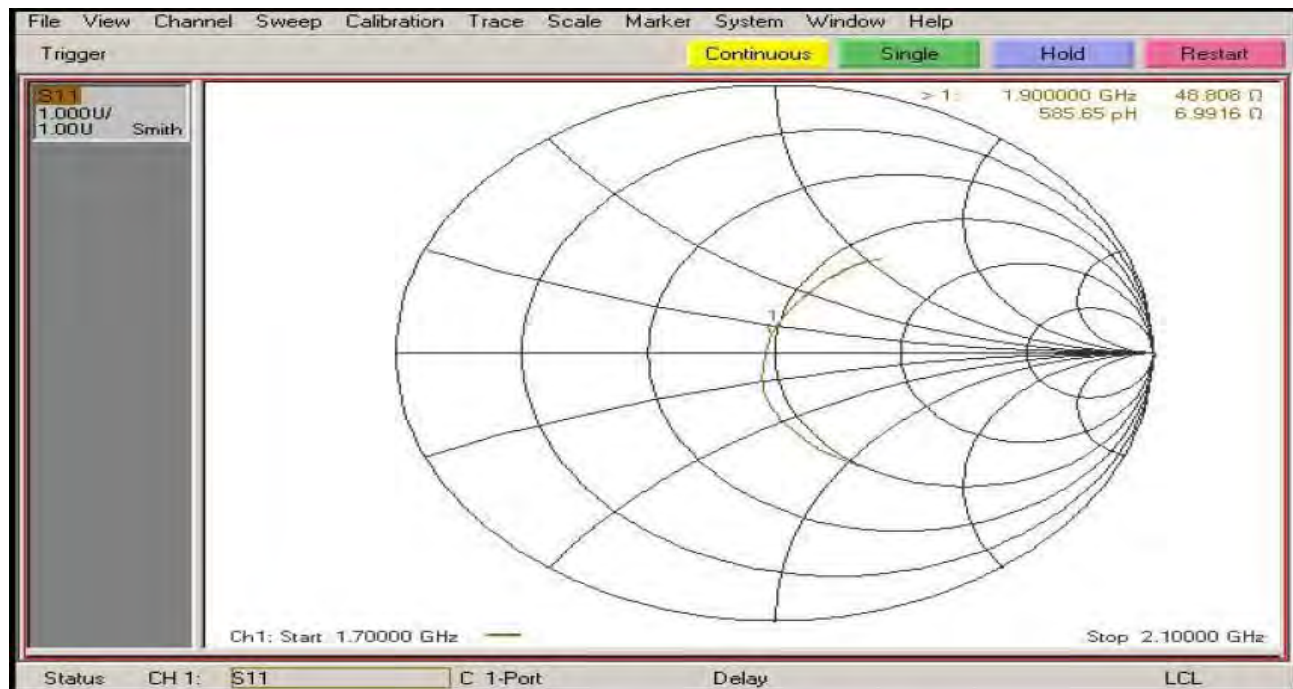 File View Channel Sweep Calibration Trace Scale Marker System Window Help
Trigger Continuous Single Hold Restart
S11
1.000U/
1.00U Smith
> 1: 1.900000 GHz 48.808 Ω
585.65 pH 6.9916 Ω
1
Ch1: Start 1.70000 GHz Stop 2.10000 GHz
Status CH 1: S11 C 1-Port Delay LCL